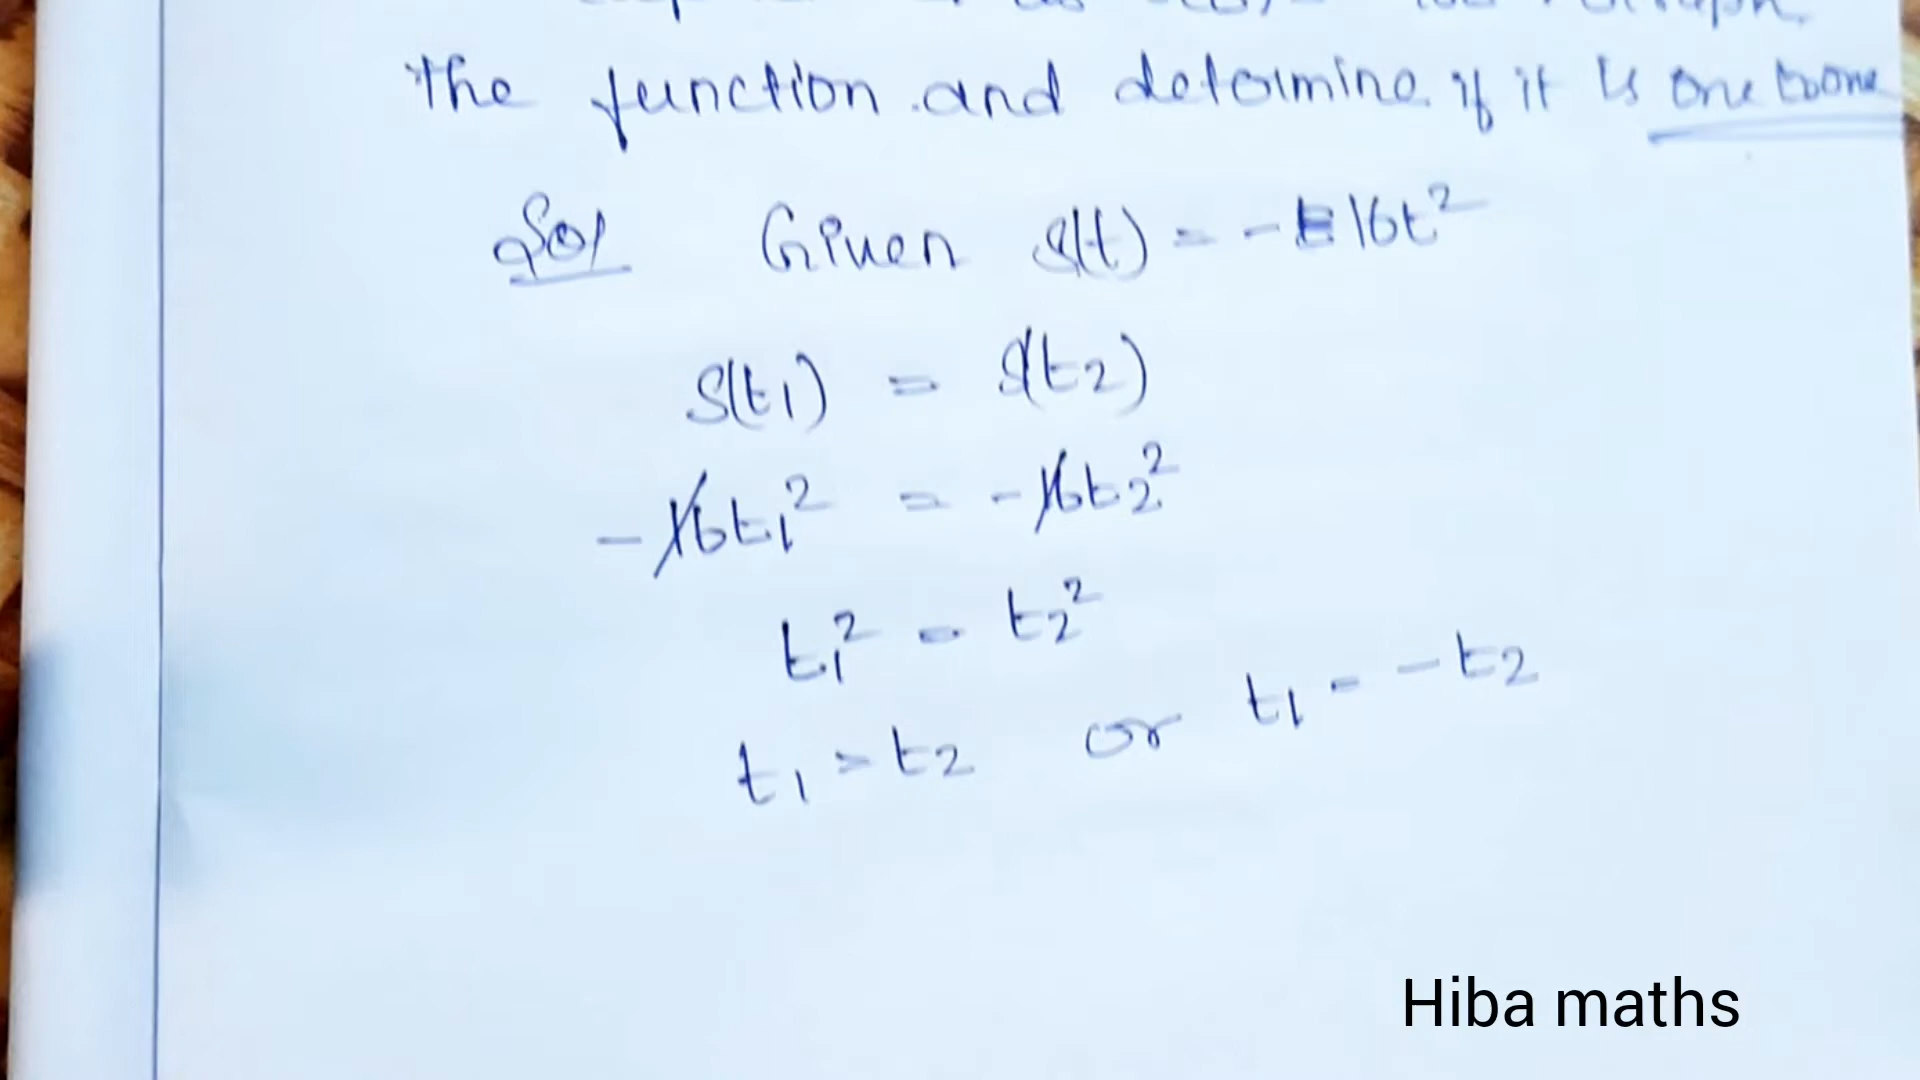 The function and determine if it is one to one
Sol Given S(t) = - 16t²
S(t₁) = S(t₂)
-16t₁² = -16t₂²
t₁² = t₂²
t₁ = t₂ or t₁ = -t₂
Hiba maths